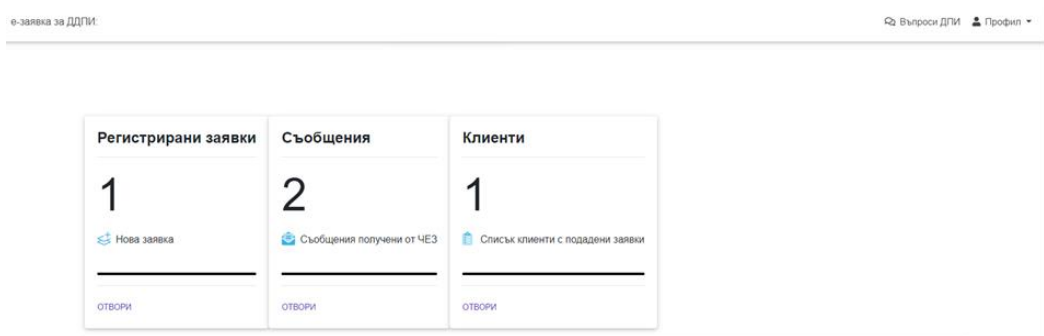 е-заявка за ДДПИ:
Въпроси ДПИ
Профил
Регистрирани заявки
1
Нова заявка
ОТВОРИ
Съобщения
2
Съобщения получени от ЧЕЗ
ОТВОРИ
Клиенти
1
Списък клиенти с подадени заявки
ОТВОРИ